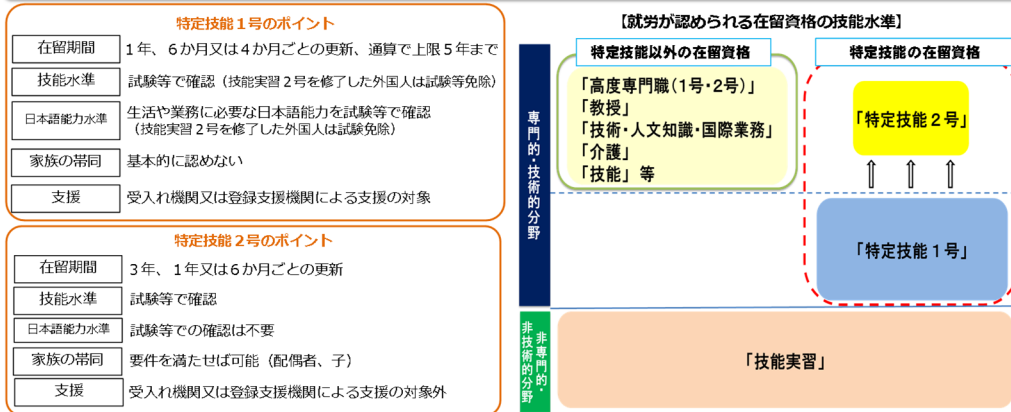 特定技能1号のポイント
在留期間 1年、6か月又は4か月ごとの更新、通算で上限5年まで
技能水準 試験等で確認（技能実習2号を修了した外国人は試験等免除）
日本語能力水準 生活や業務に必要な日本語能力を試験等で確認
（技能実習2号を修了した外国人は試験免除）
家族の帯同 基本的に認めない
支援 受入れ機関又は登録支援機関による支援の対象
特定技能2号のポイント
在留期間 3年、1年又は6か月ごとの更新
技能水準 試験等で確認
日本語能力水準 試験等での確認は不要
家族の帯同 要件を満たせば可能（配偶者、子）
支援 受入れ機関又は登録支援機関による支援の対象外
【就労が認められる在留資格の技能水準】
特定技能以外の在留資格
特定技能の在留資格
専門的・技術的分野
「高度専門職（1号・2号）」
「教授」
「技術・人文知識・国際業務」
「介護」
「技能」等
「特定技能2号」
「特定技能1号」
非専門的・
非技術的分野
「技能実習」